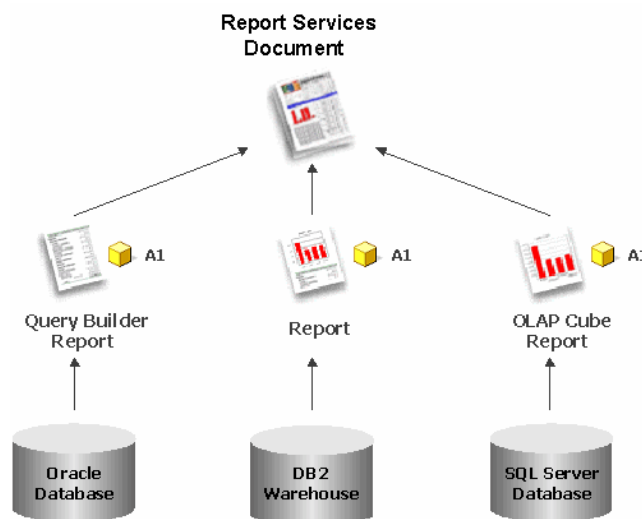 Report Services
Document
A1
A1
A1
Query Builder
Report
Report
OLAP Cube
Report
Oracle
Database
DB2
Warehouse
SQL Server
Database